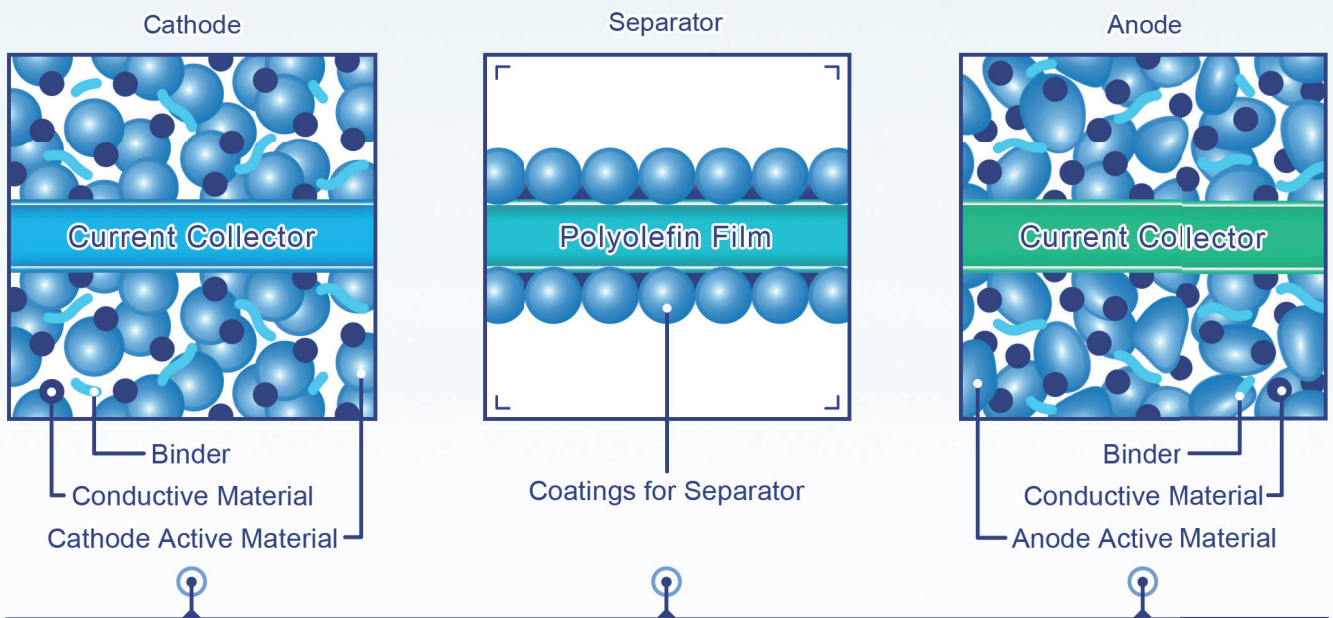 Cathode
Separator
Anode
Current Collector
Polyolefin Film
Current Collector
Binder
Conductive Material
Cathode Active Material
Coatings for Separator
Binder
Conductive Material
Anode Active Material